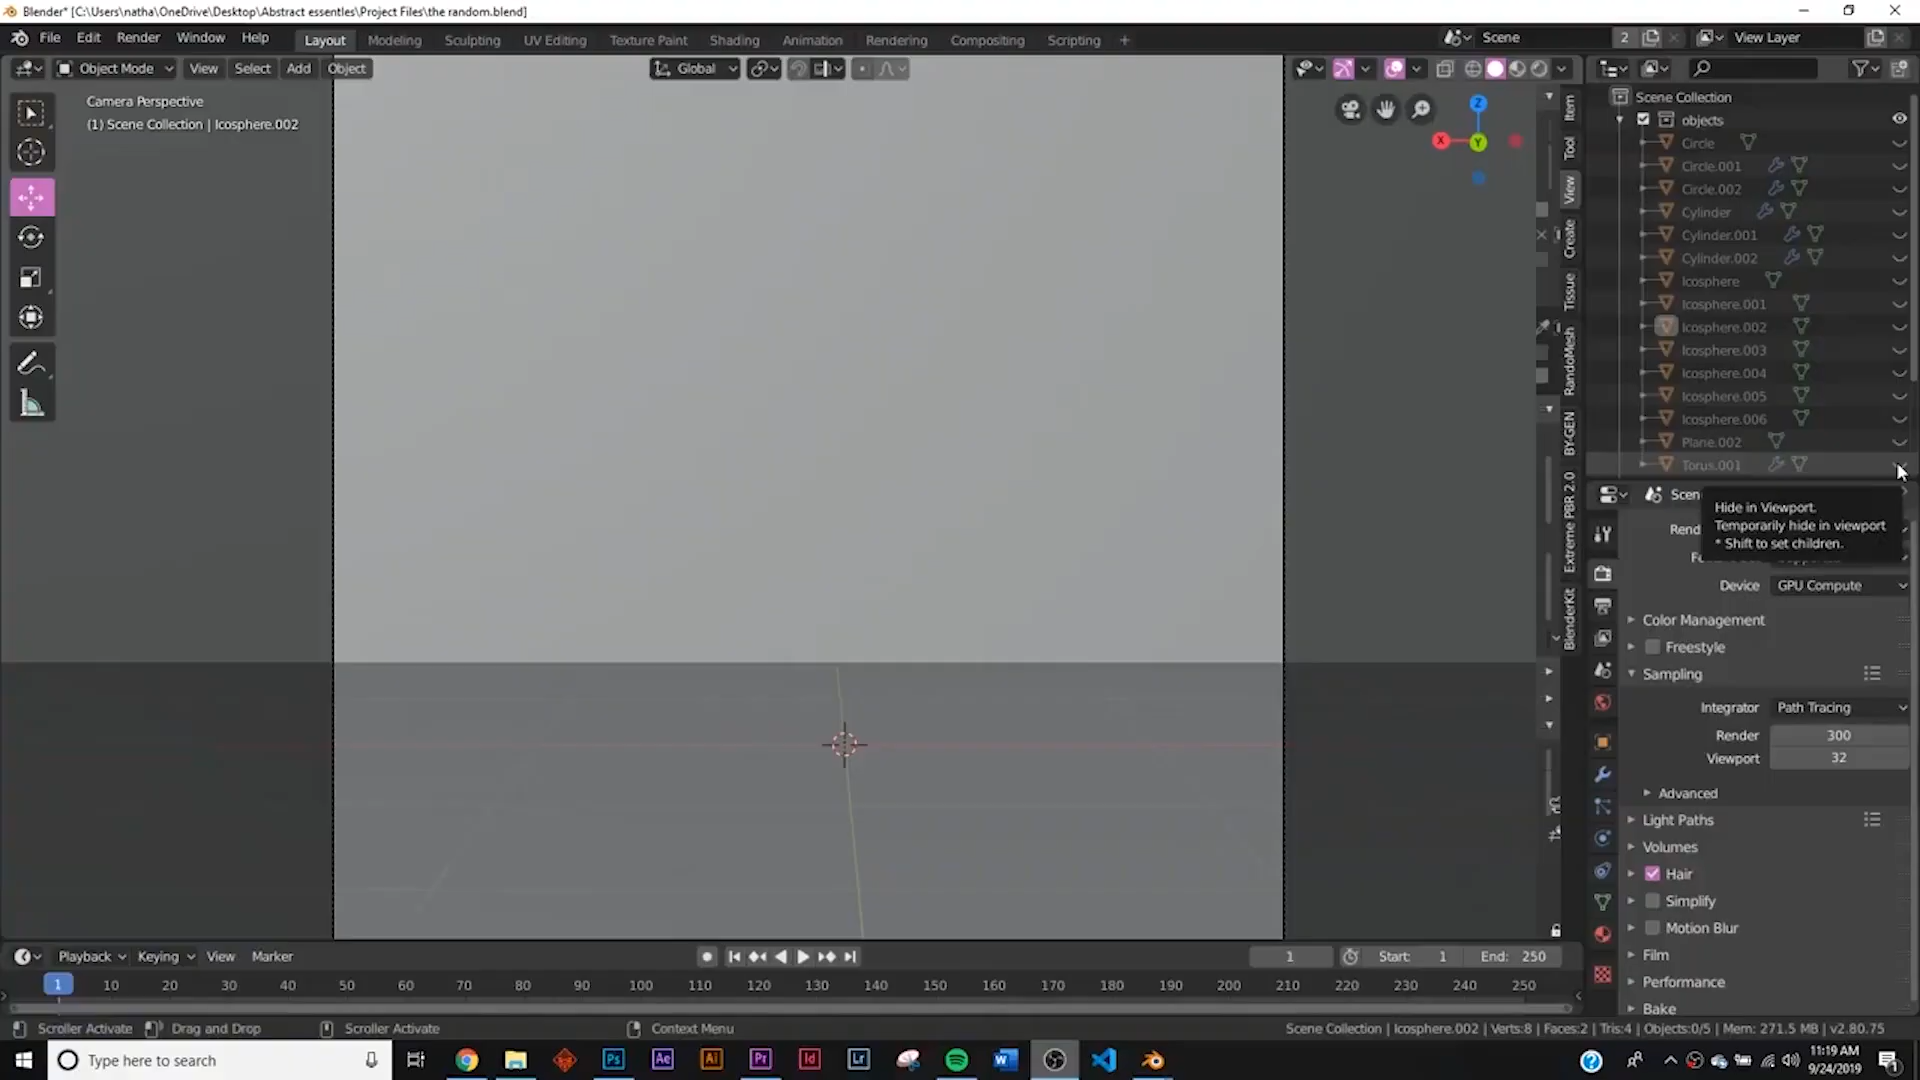 Blender* [C:\Users\natha\OneDrive\Desktop\Abstract essentles\Project Files\the random.blend]
File Edit Render Window Help
Layout Modeling Sculpting UV Editing Texture Paint Shading Animation Rendering Compositing Scripting +
Scene 2 View Layer
Object Mode View Select Add Object
Global
Camera Perspective
(1) Scene Collection | Icosphere.002
Z
X
Y
Item
Tool
View
Create
Tissue
RandoMesh
BY-GEN
Extreme PBR 2.0
BlenderKit
Scene Collection
objects
Circle
Circle.001
Circle.002
Cylinder
Cylinder.001
Cylinder.002
Icosphere
Icosphere.001
Icosphere.002
Icosphere.003
Icosphere.004
Icosphere.005
Icosphere.006
Plane.002
Torus.001
Scen
Hide in Viewport.
Temporarily hide in viewport
* Shift to set children.
Rend
Device GPU Compute
Color Management
Freestyle
Sampling
Integrator Path Tracing
Render 300
Viewport 32
Advanced
Light Paths
Volumes
Hair
Simplify
Motion Blur
Film
Performance
Bake
Playback Keying View Marker
1 Start: 1 End: 250
1 10 20 30 40 50 60 70 80 90 100 110 120 130 140 150 160 170 180 190 200 210 220 230 240 250
Scroller Activate Drag and Drop Scroller Activate Context Menu
Scene Collection | Icosphere.002 | Verts:8 | Faces:2 | Tris:4 | Objects:0/5 | Mem: 271.5 MB | v2.80.75
Type here to search
Ps Ae Ai Pr Id Lr
11:19 AM
9/24/2019
1